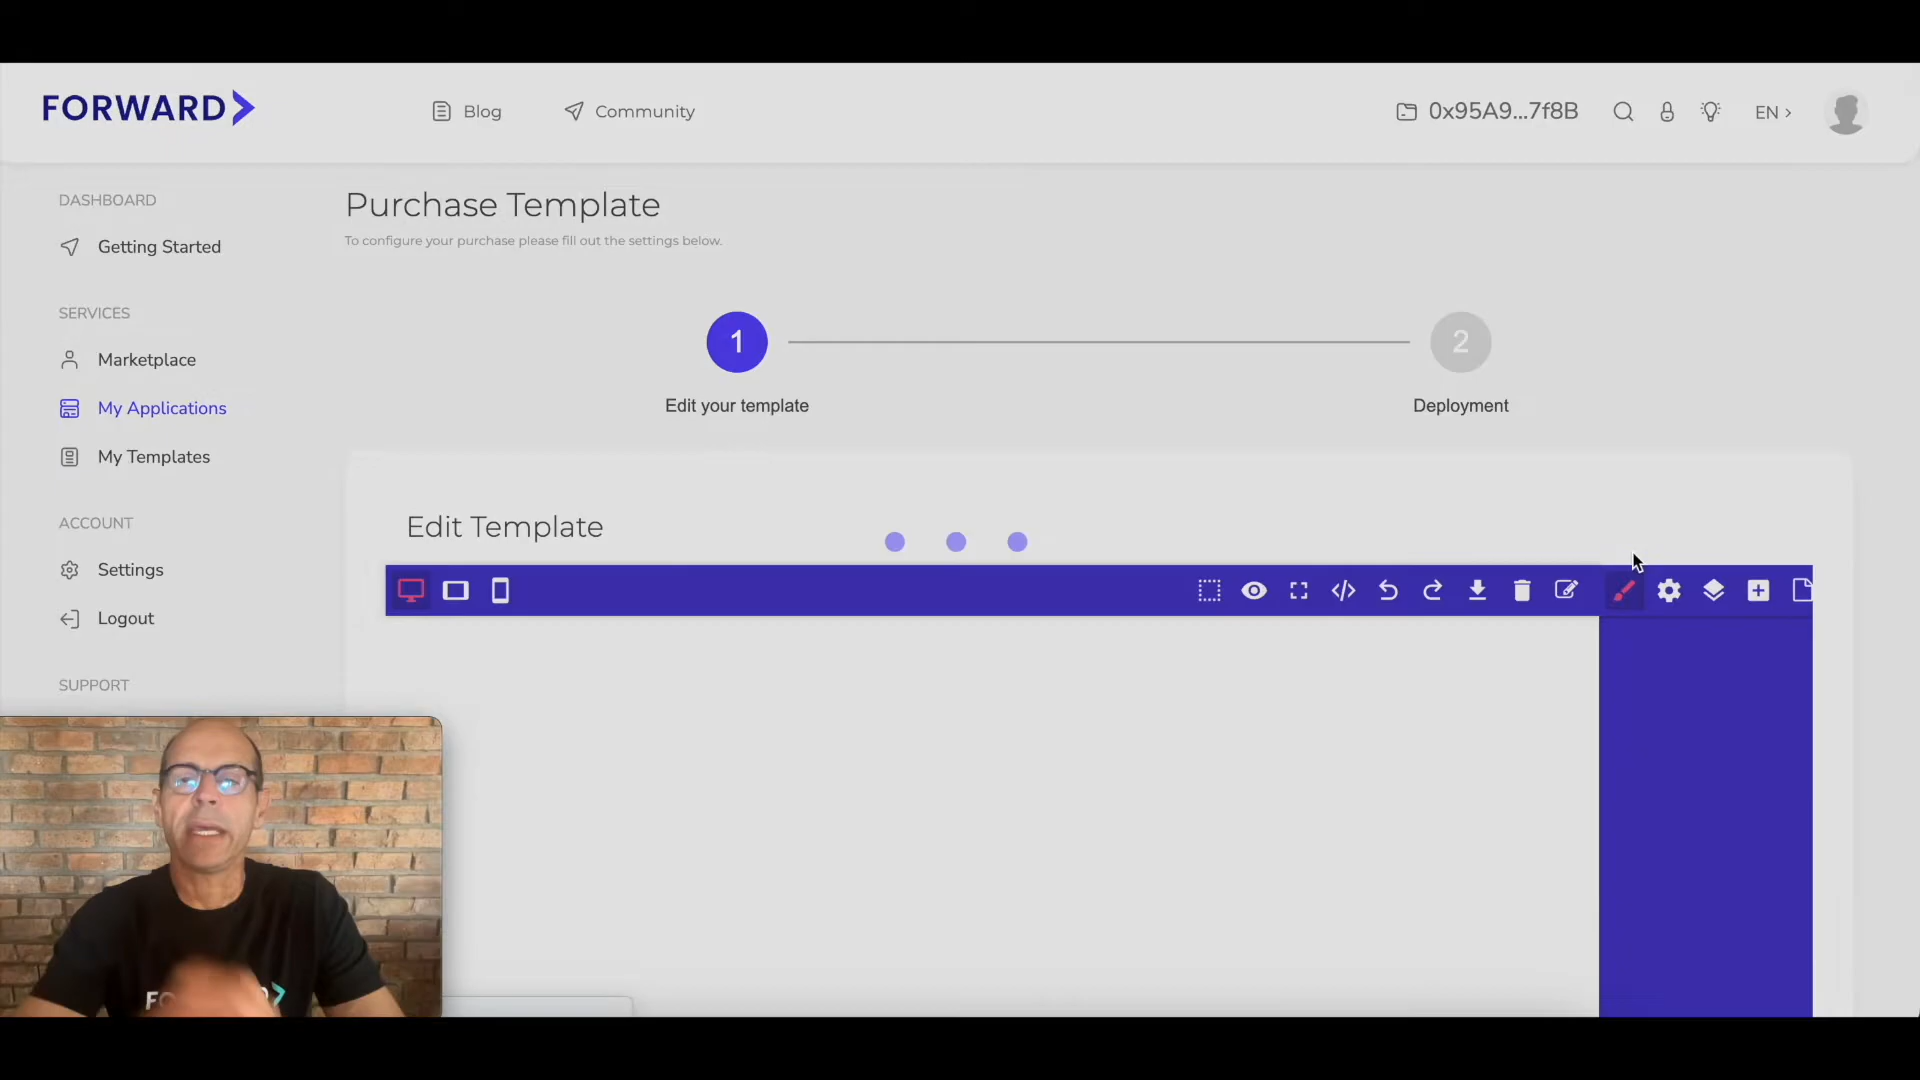 FORWARD
Blog
Community
0x95A9...7f8B
EN
DASHBOARD
Getting Started
SERVICES
Marketplace
My Applications
My Templates
ACCOUNT
Settings
Logout
SUPPORT
Purchase Template
To configure your purchase please fill out the settings below.
1
2
Edit your template
Deployment
Edit Template